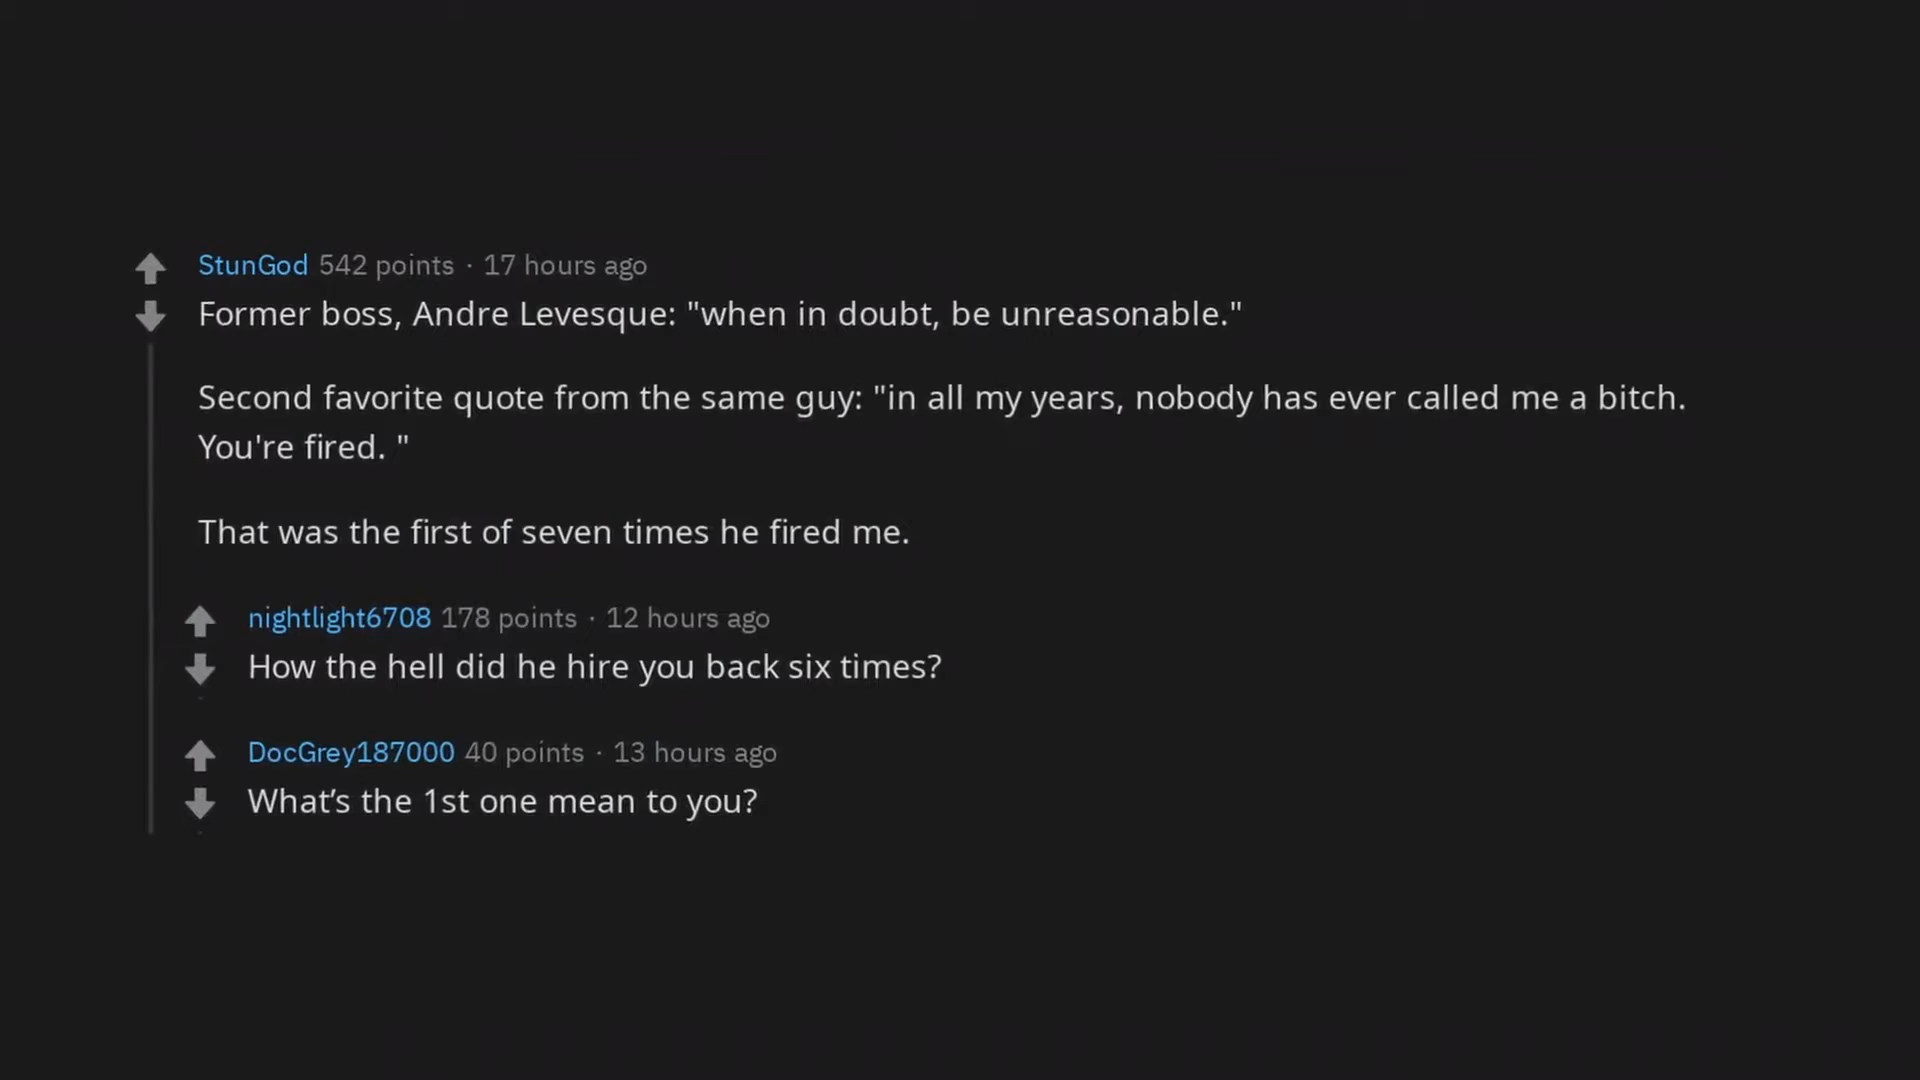 StunGod 542 points · 17 hours ago
Former boss, Andre Levesque: "when in doubt, be unreasonable."
Second favorite quote from the same guy: "in all my years, nobody has ever called me a bitch.
You're fired. "
That was the first of seven times he fired me.
nightlight6708 178 points · 12 hours ago
How the hell did he hire you back six times?
DocGrey187000 40 points · 13 hours ago
What’s the 1st one mean to you?